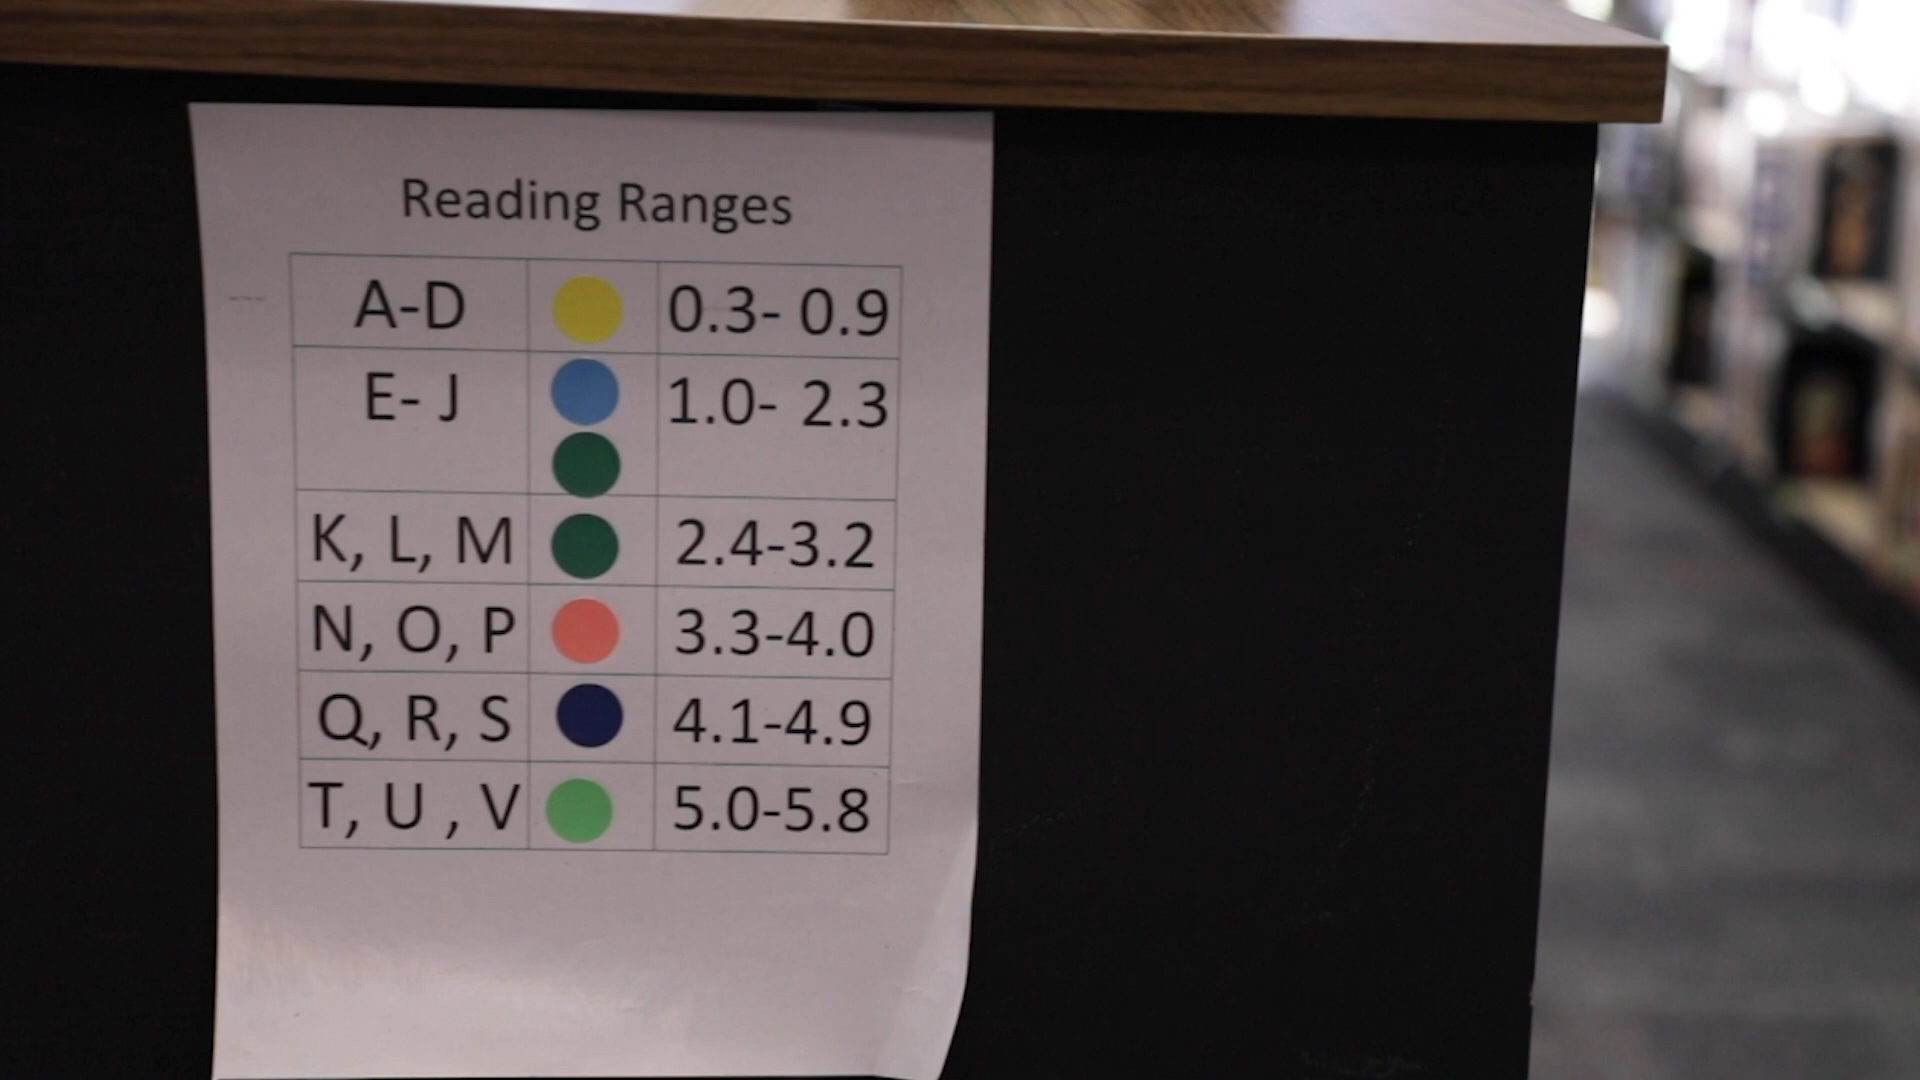 Reading Ranges
A-D 0.3- 0.9
E- J 1.0- 2.3
K, L, M 2.4-3.2
N, O, P 3.3-4.0
Q, R, S 4.1-4.9
T, U , V 5.0-5.8